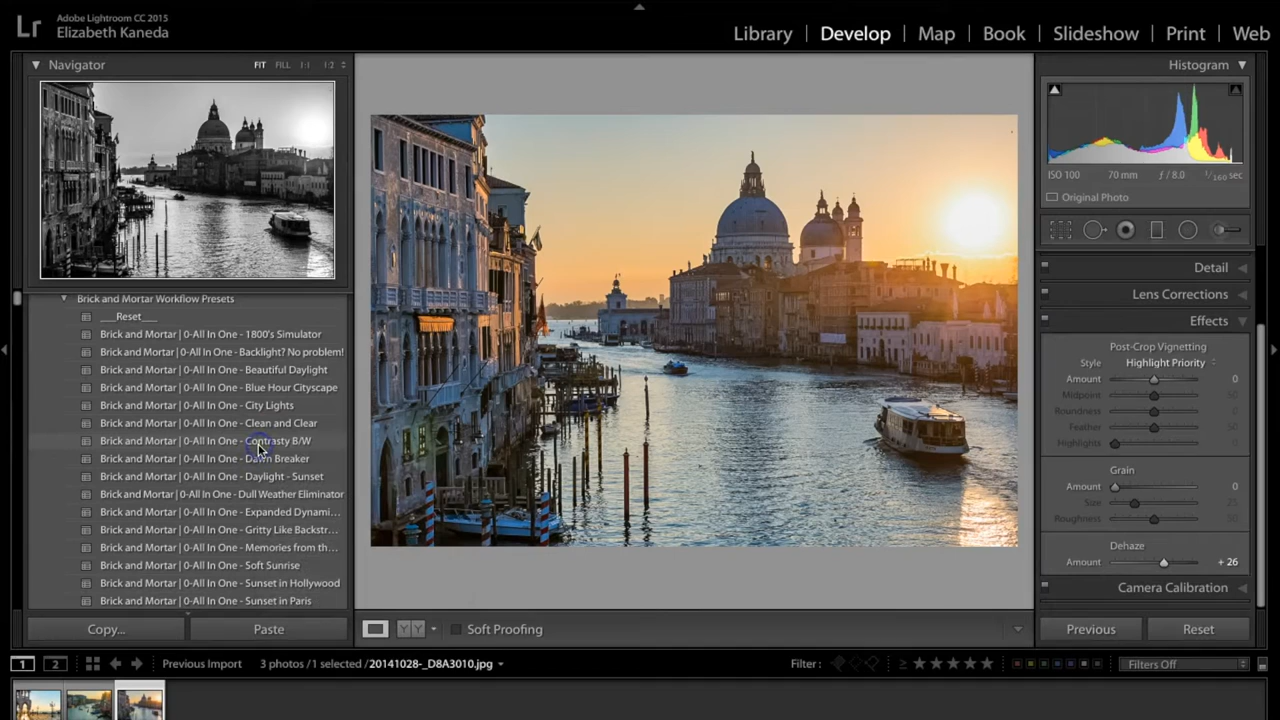 Lr
Adobe Lightroom CC 2015
Elizabeth Kaneda
Library | Develop | Map | Book | Slideshow | Print | Web
Navigator
FIT FILL 1:1 1:2
Brick and Mortar Workflow Presets
___Reset___
Brick and Mortar | 0-All In One - 1800's Simulator
Brick and Mortar | 0-All In One - Backlight? No problem!
Brick and Mortar | 0-All In One - Beautiful Daylight
Brick and Mortar | 0-All In One - Blue Hour Cityscape
Brick and Mortar | 0-All In One - City Lights
Brick and Mortar | 0-All In One - Clean and Clear
Brick and Mortar | 0-All In One - Contrasty B/W
Brick and Mortar | 0-All In One - Dawn Breaker
Brick and Mortar | 0-All In One - Daylight - Sunset
Brick and Mortar | 0-All In One - Dull Weather Eliminator
Brick and Mortar | 0-All In One - Expanded Dynami...
Brick and Mortar | 0-All In One - Gritty Like Backstr...
Brick and Mortar | 0-All In One - Memories from th...
Brick and Mortar | 0-All In One - Soft Sunrise
Brick and Mortar | 0-All In One - Sunset in Hollywood
Brick and Mortar | 0-All In One - Sunset in Paris
Copy...
Paste
Soft Proofing
Histogram
ISO 100 70 mm ƒ / 8.0 1/160 sec
Original Photo
Detail
Lens Corrections
Effects
Post-Crop Vignetting
Style Highlight Priority
Amount 0
Midpoint 50
Roundness 0
Feather 50
Highlights 0
Grain
Amount 0
Size 25
Roughness 50
Dehaze
Amount + 26
Camera Calibration
Previous
Reset
1 2 Previous Import 3 photos / 1 selected / 20141028-_D8A3010.jpg
Filter : Filters Off